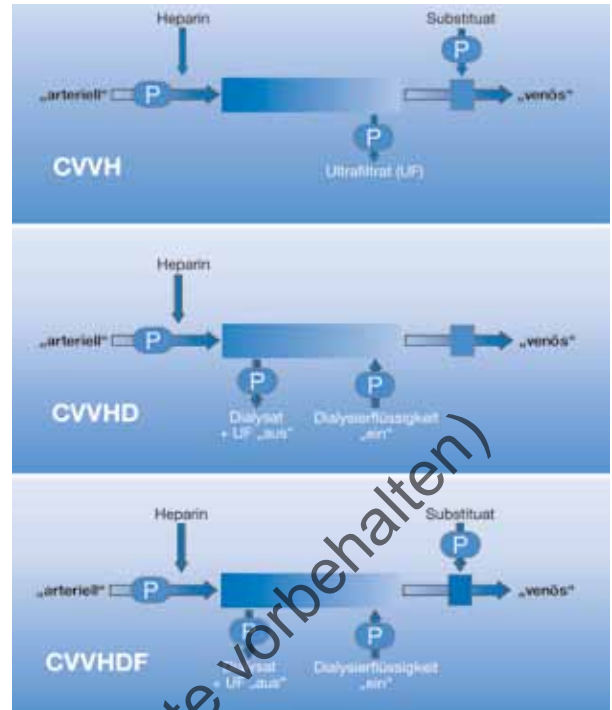 Heparin
Substituat
P
„arteriell“ P „venös“
P
CVVH
Ultrafiltrat (UF)
Heparin
„arteriell“ P „venös“
P P
CVVHD
Dialysat Dialysierflüssigkeit
+ UF „aus“ „ein“
Heparin
Substituat
P
„arteriell“ P „venös“
P P
CVVHDF
Dialysat Dialysierflüssigkeit
+ UF „aus“ „ein“
vorbehalten)